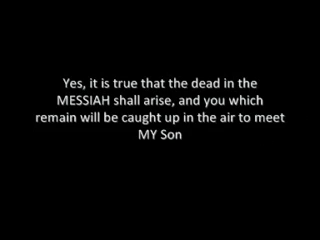 Yes, it is true that the dead in the
MESSIAH shall arise, and you which
remain will be caught up in the air to meet
MY Son